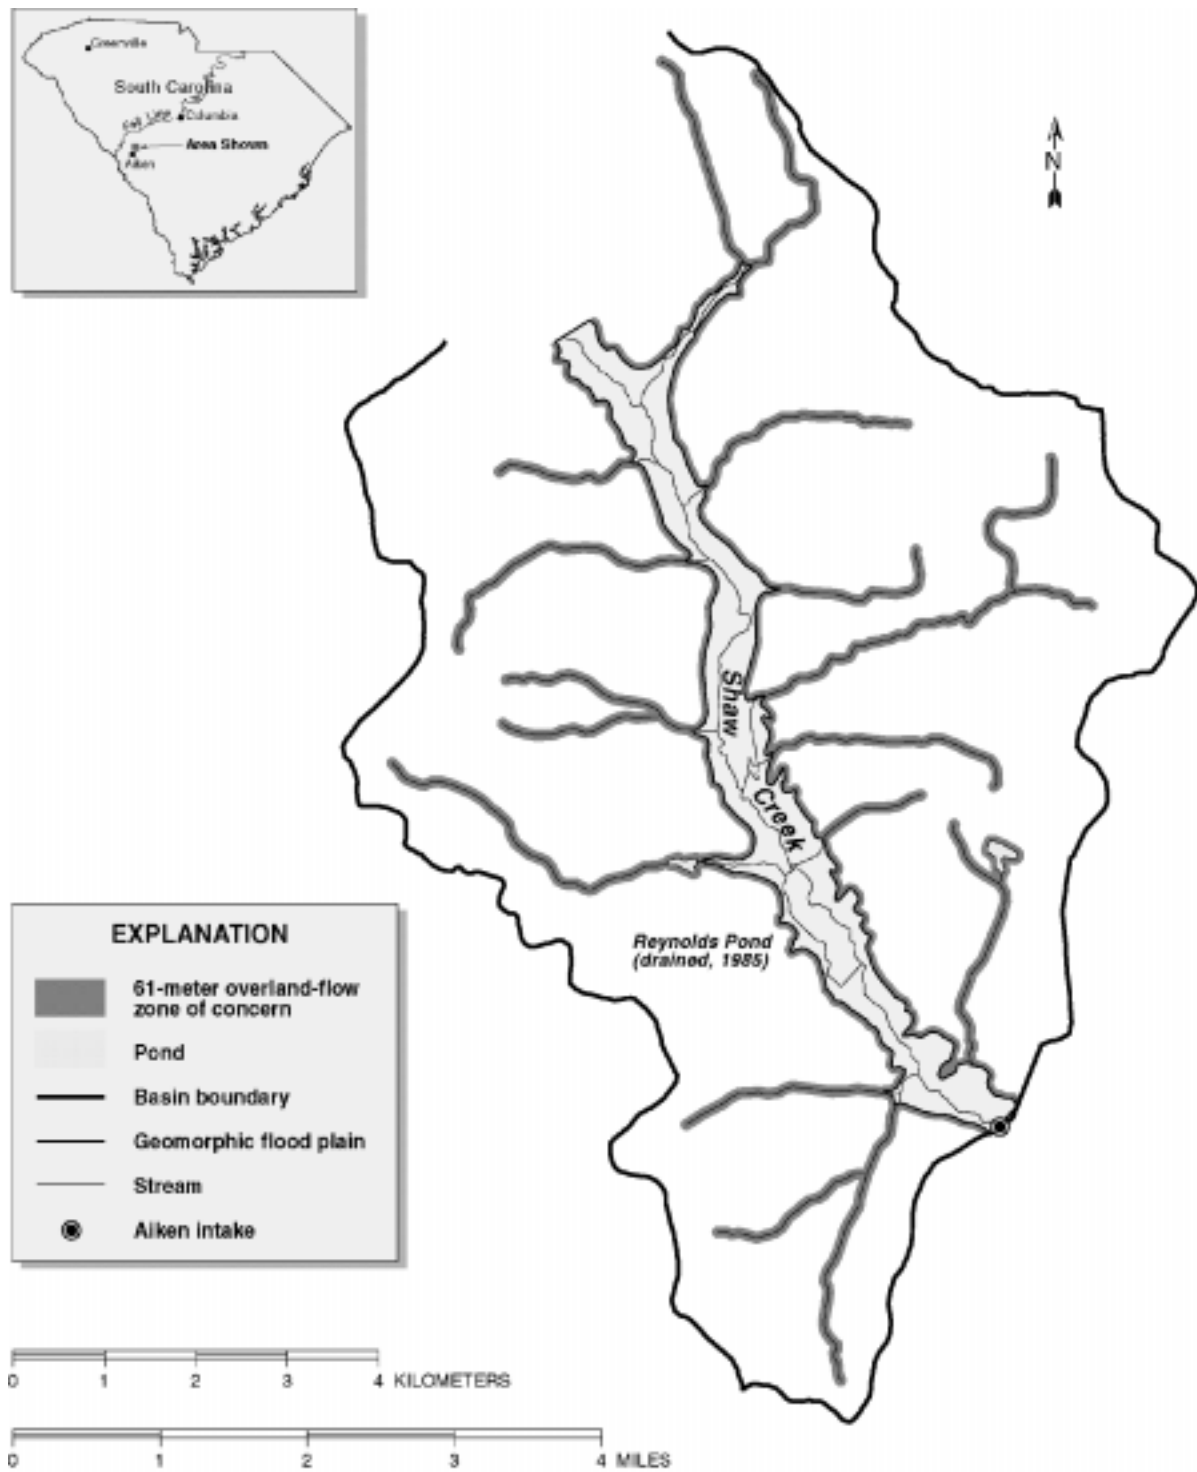 Greenville
South Carolina
Fall Line
Columbia
Area Shown
Aiken
N
Shaw
Creek
Reynolds Pond
(drained, 1985)
EXPLANATION
61-meter overland-flow
zone of concern
Pond
Basin boundary
Geomorphic flood plain
Stream
Aiken intake
0 1 2 3 4 KILOMETERS
0 1 2 3 4 MILES